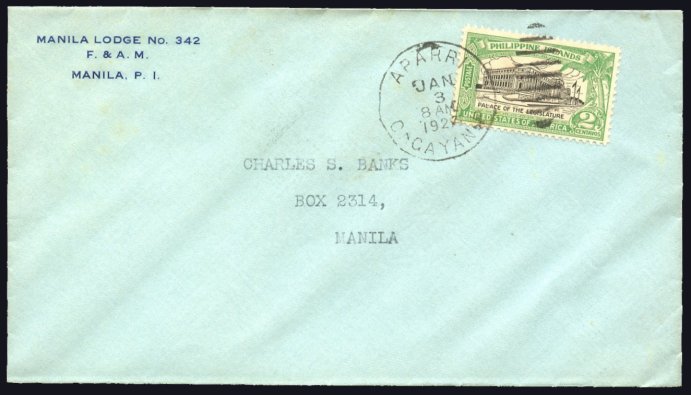 MANILA LODGE No. 342
F. & A. M.
MANILA, P. I.
APARRI
JAN
3
8 AM
CAGAYAN
PHILIPPINE ISLANDS
PALACE OF THE LEGISLATURE
UNITED STATES OF AMERICA
2
CENTAVOS
CHARLES S. BANKS
BOX 2314,
MANILA